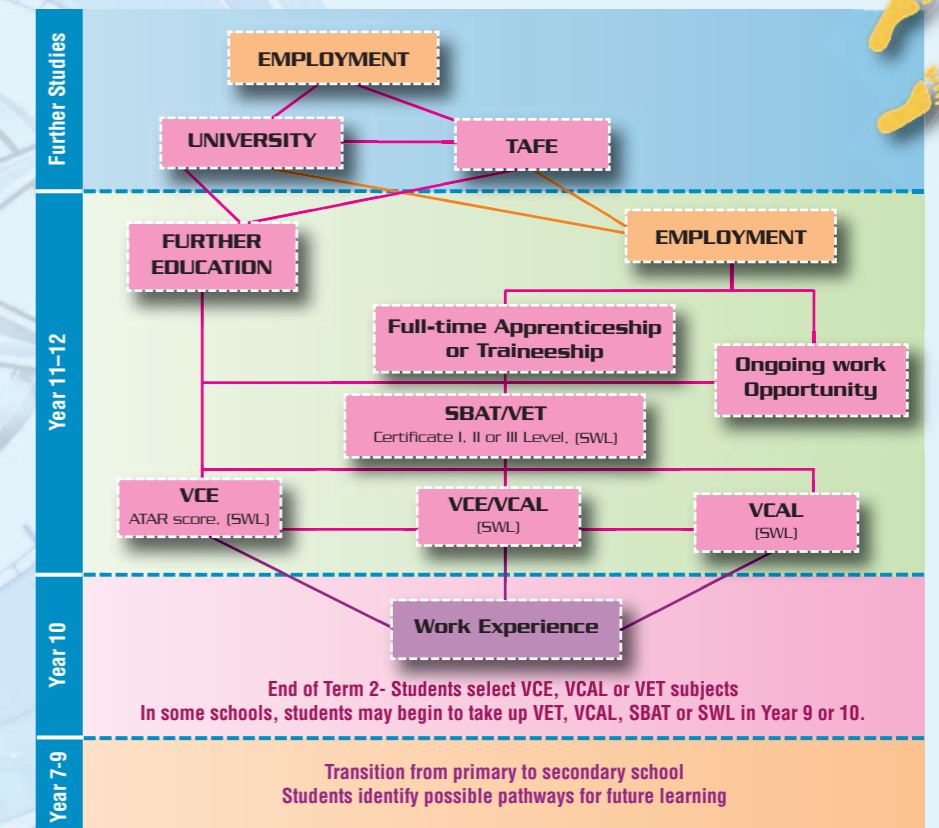 Further Studies
EMPLOYMENT
UNIVERSITY
TAFE
Year 11–12
FURTHER
EDUCATION
EMPLOYMENT
Full-time Apprenticeship
or Traineeship
Ongoing work
Opportunity
SBAT/VET
Certificate I, II or III Level, (SWL)
VCE
ATAR score, (SWL)
VCE/VCAL
(SWL)
VCAL
(SWL)
Year 10
Work Experience
End of Term 2- Students select VCE, VCAL or VET subjects
In some schools, students may begin to take up VET, VCAL, SBAT or SWL in Year 9 or 10.
Year 7-9
Transition from primary to secondary school
Students identify possible pathways for future learning